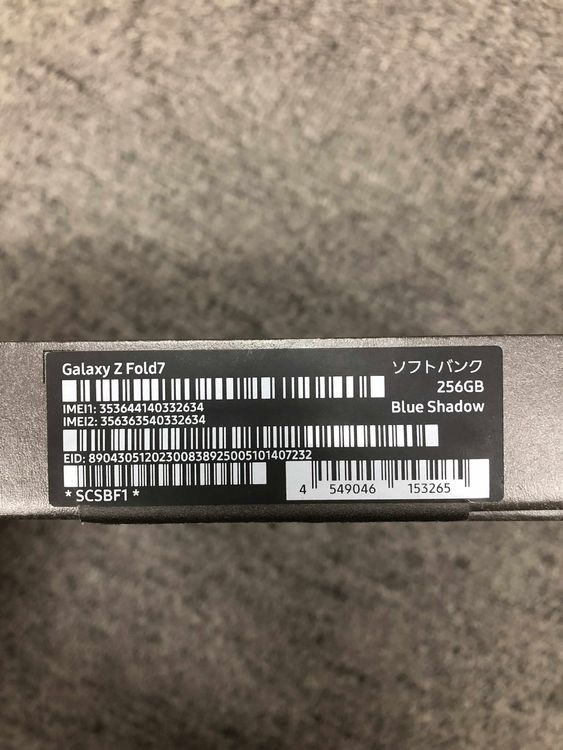 Galaxy Z Fold7
ソフトバンク
256GB
Blue Shadow
IMEI1: 353644140332634
IMEI2: 356363540332634
EID: 89043051202300838925005101407232
* SCSBF1 *
4 549046 153265